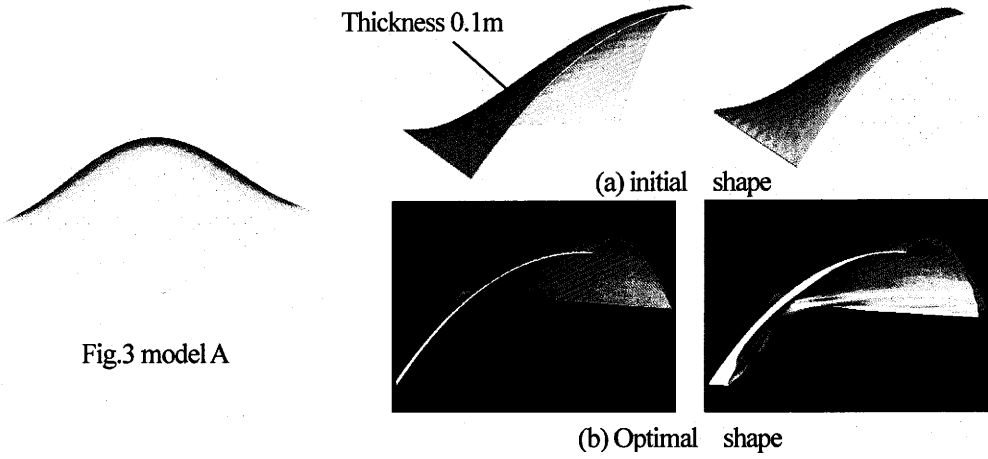 Thickness 0.1m
(a) initial shape
Fig.3 model A
(b) Optimal shape